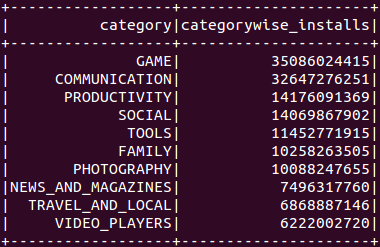 +------------------+--------------------+
|          category|categorywise_installs|
+------------------+--------------------+
|              GAME|         35086024415|
|     COMMUNICATION|         32647276251|
|      PRODUCTIVITY|         14176091369|
|            SOCIAL|         14069867902|
|             TOOLS|         11452771915|
|            FAMILY|         10258263505|
|       PHOTOGRAPHY|         10088247655|
|NEWS_AND_MAGAZINES|          7496317760|
|  TRAVEL_AND_LOCAL|          6868887146|
|     VIDEO_PLAYERS|          6222002720|
+------------------+--------------------+